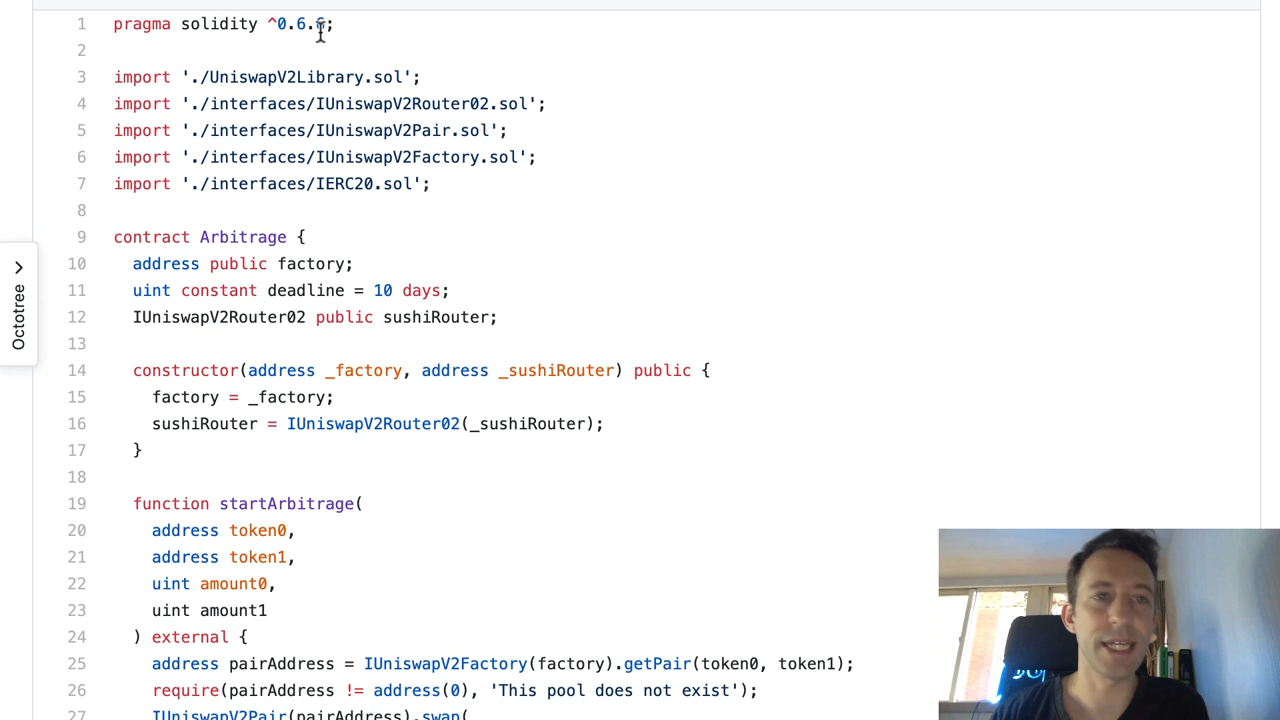 1 pragma solidity ^0.6.6;
2
3 import './UniswapV2Library.sol';
4 import './interfaces/IUniswapV2Router02.sol';
5 import './interfaces/IUniswapV2Pair.sol';
6 import './interfaces/IUniswapV2Factory.sol';
7 import './interfaces/IERC20.sol';
8
9 contract Arbitrage {
10 address public factory;
11 uint constant deadline = 10 days;
12 IUniswapV2Router02 public sushiRouter;
13
14 constructor(address _factory, address _sushiRouter) public {
15 factory = _factory;
16 sushiRouter = IUniswapV2Router02(_sushiRouter);
17 }
18
19 function startArbitrage(
20 address token0,
21 address token1,
22 uint amount0,
23 uint amount1
24 ) external {
25 address pairAddress = IUniswapV2Factory(factory).getPair(token0, token1);
26 require(pairAddress != address(0), 'This pool does not exist');
27 IUniswapV2Pair(pairAddress).swap(
Octotree